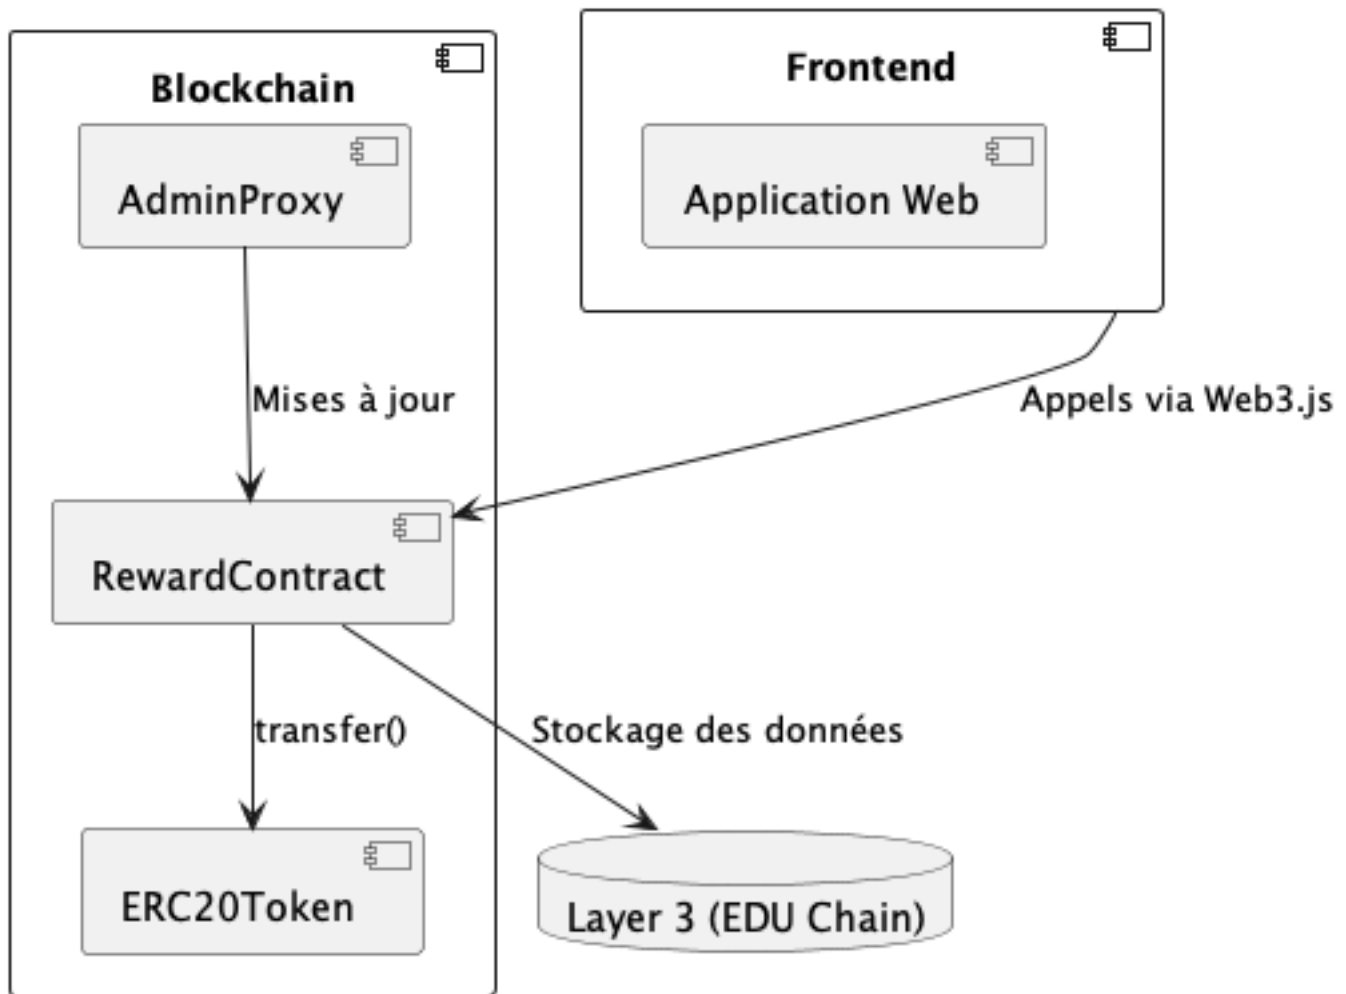 Blockchain
Frontend
AdminProxy
Application Web
Mises à jour
Appels via Web3.js
RewardContract
transfer()
Stockage des données
ERC20Token
Layer 3 (EDU Chain)